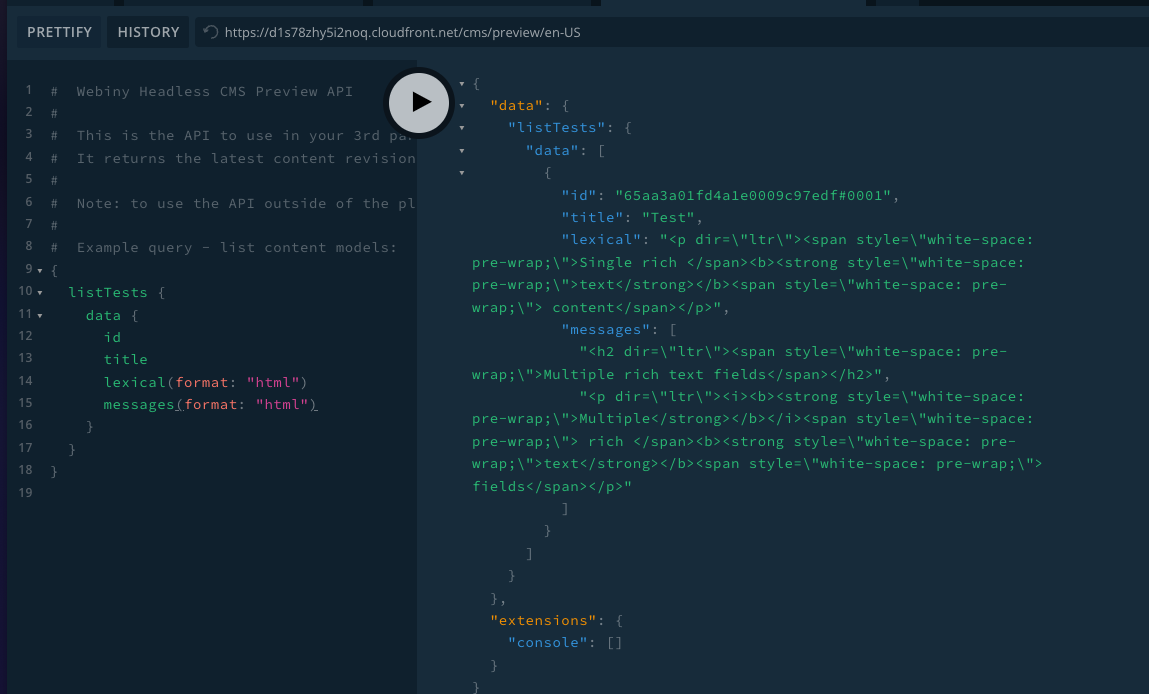 PRETTIFY HISTORY https://d1s78zhy5i2noq.cloudfront.net/cms/preview/en-US
1 # Webiny Headless CMS Preview API
2 #
3 # This is the API to use in your 3rd
4 # It returns the latest content revision
5 #
6 # Note: to use the API outside of the pl
7 #
8 # Example query - list content models:
9 {
10 listTests {
11 data {
12 id
13 title
14 lexical(format: "html")
15 messages(format: "html")
16 }
17 }
18 }
19
{
"data": {
"listTests": {
"data": [
{
"id": "65aa3a01fd4a1e0009c97edf#0001",
"title": "Test",
"lexical": "<p dir=\"ltr\"><span style=\"white-space:
pre-wrap;\">Single rich </span><b><strong style=\"white-space:
pre-wrap;\">text</strong></b><span style=\"white-space: pre-
wrap;\"> content</span></p>",
"messages": [
"<h2 dir=\"ltr\"><span style=\"white-space: pre-
wrap;\">Multiple rich text fields</span></h2>",
"<p dir=\"ltr\"><i><b><strong style=\"white-space:
pre-wrap;\">Multiple</strong></b></i><span style=\"white-space:
pre-wrap;\"> rich </span><b><strong style=\"white-space: pre-
wrap;\">text</strong></b><span style=\"white-space: pre-wrap;\">
fields</span></p>"
]
}
]
}
},
"extensions": {
"console": []
}
}